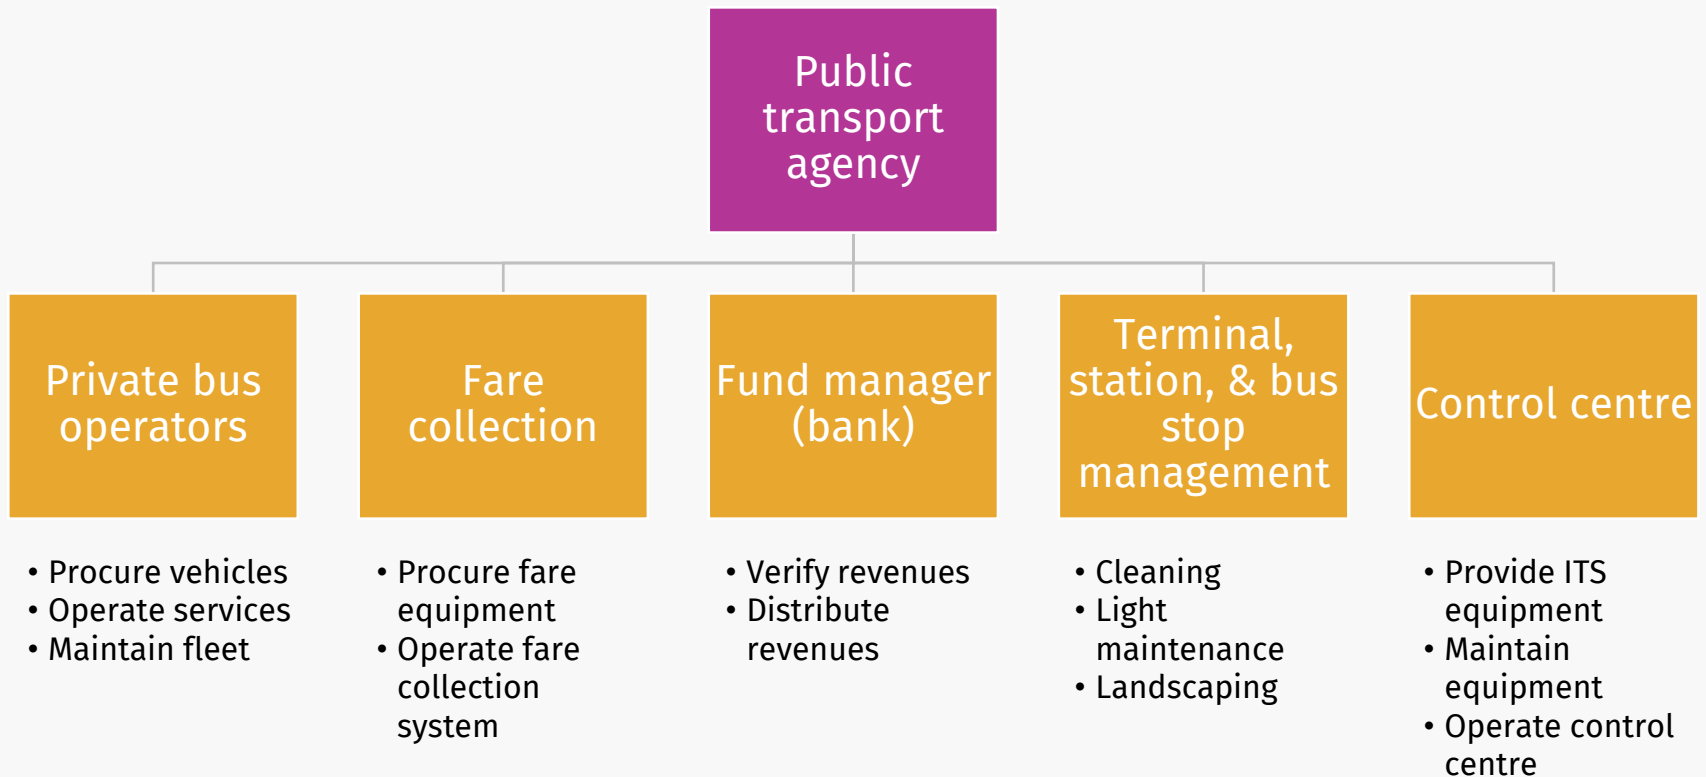 Public
transport
agency
Private bus
operators
Fare
collection
Fund manager
(bank)
Terminal,
station, & bus
stop
management
Control centre
• Procure vehicles
• Operate services
• Maintain fleet
• Procure fare
equipment
• Operate fare
collection
system
• Verify revenues
• Distribute
revenues
• Cleaning
• Light
maintenance
• Landscaping
• Provide ITS
equipment
• Maintain
equipment
• Operate control
centre